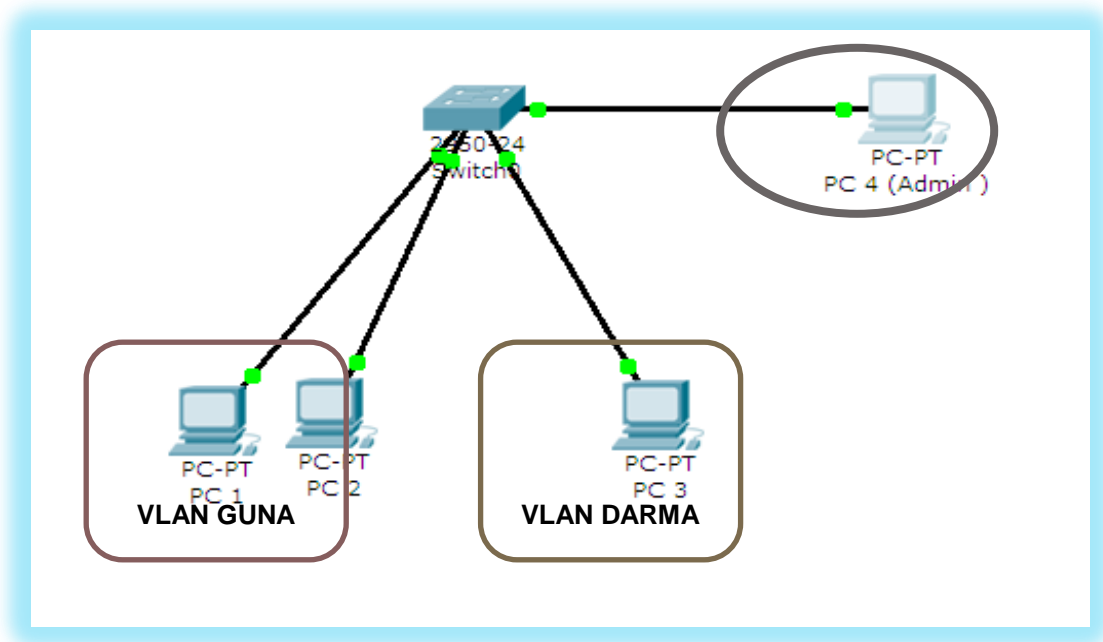 2950-24
Switch0
PC-PT
PC 4 (Admin )
PC-PT
PC 1
PC-PT
PC 2
VLAN GUNA
PC-PT
PC 3
VLAN DARMA